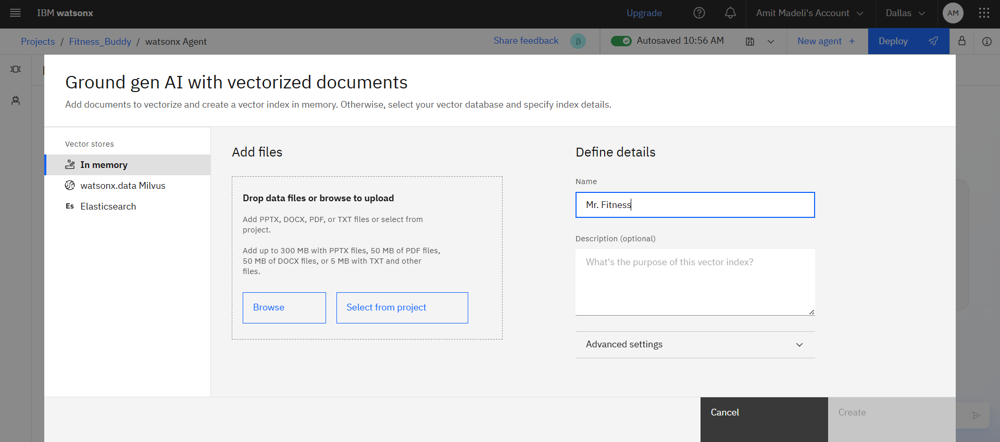 IBM watsonx
Upgrade
Amit Madeli's Account
Dallas
AM
Projects / Fitness_Buddy / watsonx Agent
Share feedback
β
Autosaved 10:56 AM
New agent +
Deploy
Ground gen AI with vectorized documents
Add documents to vectorize and create a vector index in memory. Otherwise, select your vector database and specify index details.
Vector stores
In memory
watsonx.data Milvus
Es Elasticsearch
Add files
Drop data files or browse to upload
Add PPTX, DOCX, PDF, or TXT files or select from
project.
Add up to 300 MB with PPTX files, 50 MB of PDF files,
50 MB of DOCX files, or 5 MB with TXT and other
files.
Browse
Select from project
Define details
Name
Mr. Fitness
Description (optional)
What's the purpose of this vector index?
Advanced settings
Cancel
Create